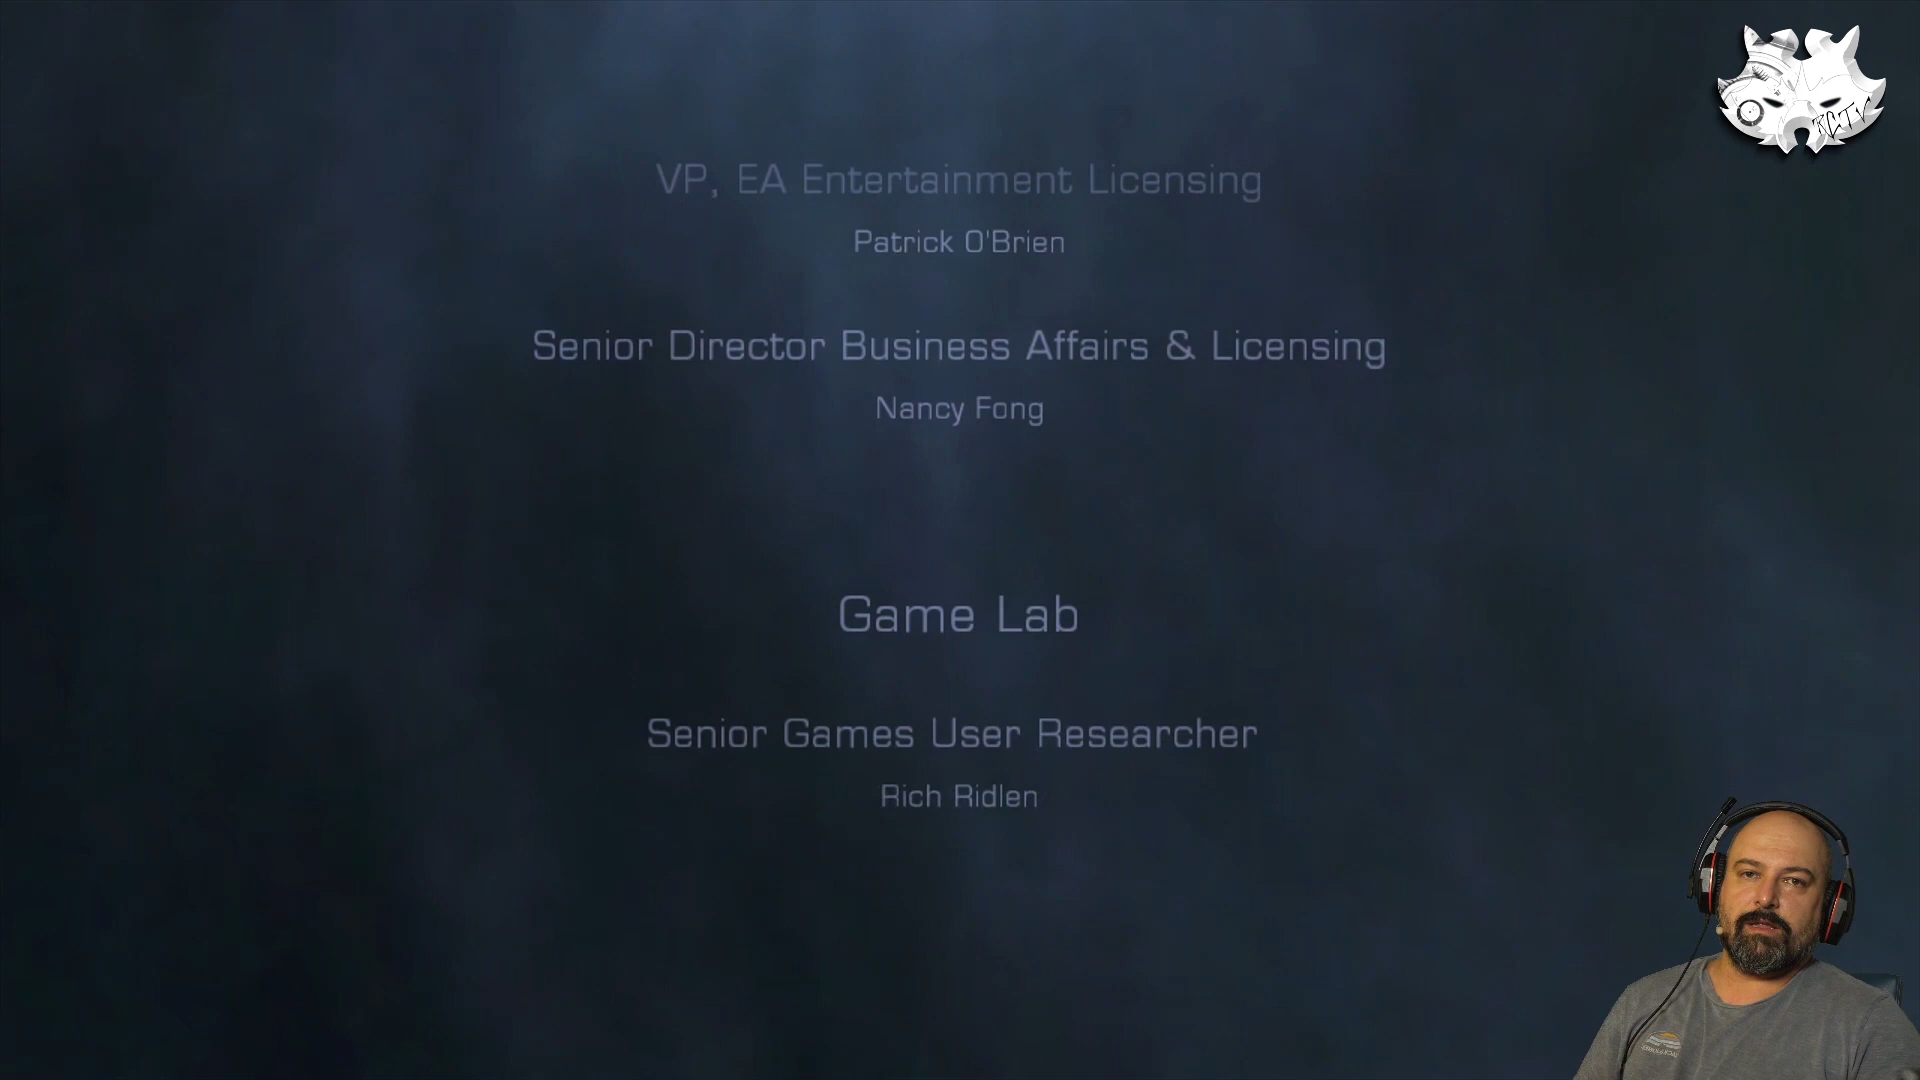 VP, EA Entertainment Licensing
Patrick O'Brien
Senior Director Business Affairs & Licensing
Nancy Fong
Game Lab
Senior Games User Researcher
Rich Ridlen
RCTV